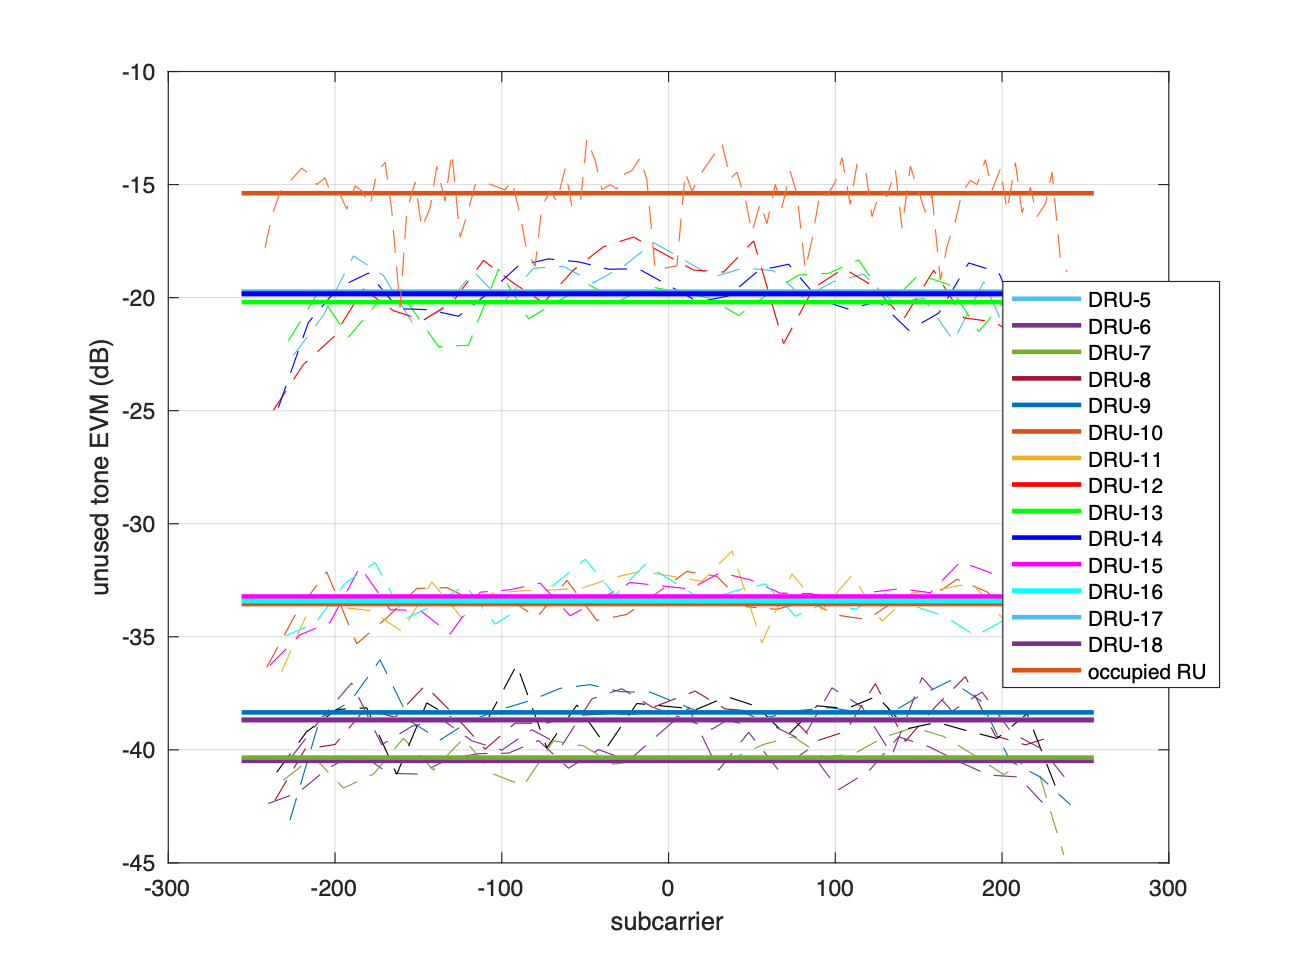 -10
-15
-20
-25
-30
-35
-40
-45
unused tone EVM (dB)
-300
-200
-100
0
100
200
300
subcarrier
DRU-5
DRU-6
DRU-7
DRU-8
DRU-9
DRU-10
DRU-11
DRU-12
DRU-13
DRU-14
DRU-15
DRU-16
DRU-17
DRU-18
occupied RU